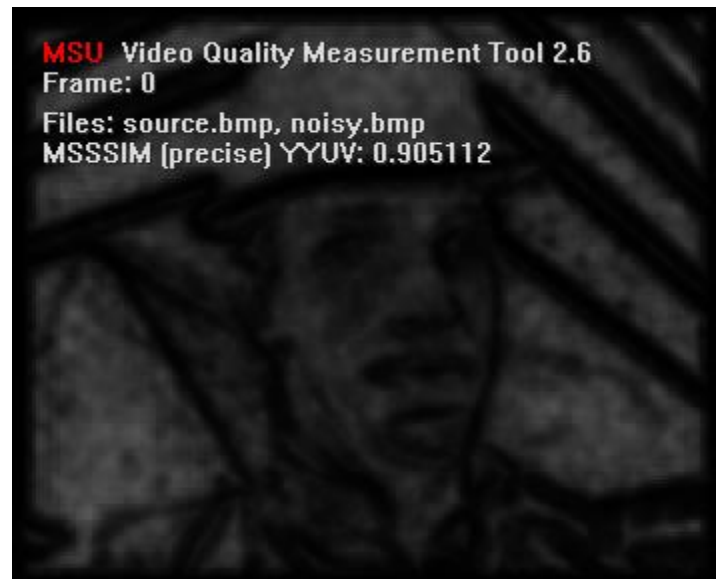 MSU Video Quality Measurement Tool 2.6
Frame: 0
Files: source.bmp, noisy.bmp
MSSSIM (precise) YYUV: 0.905112